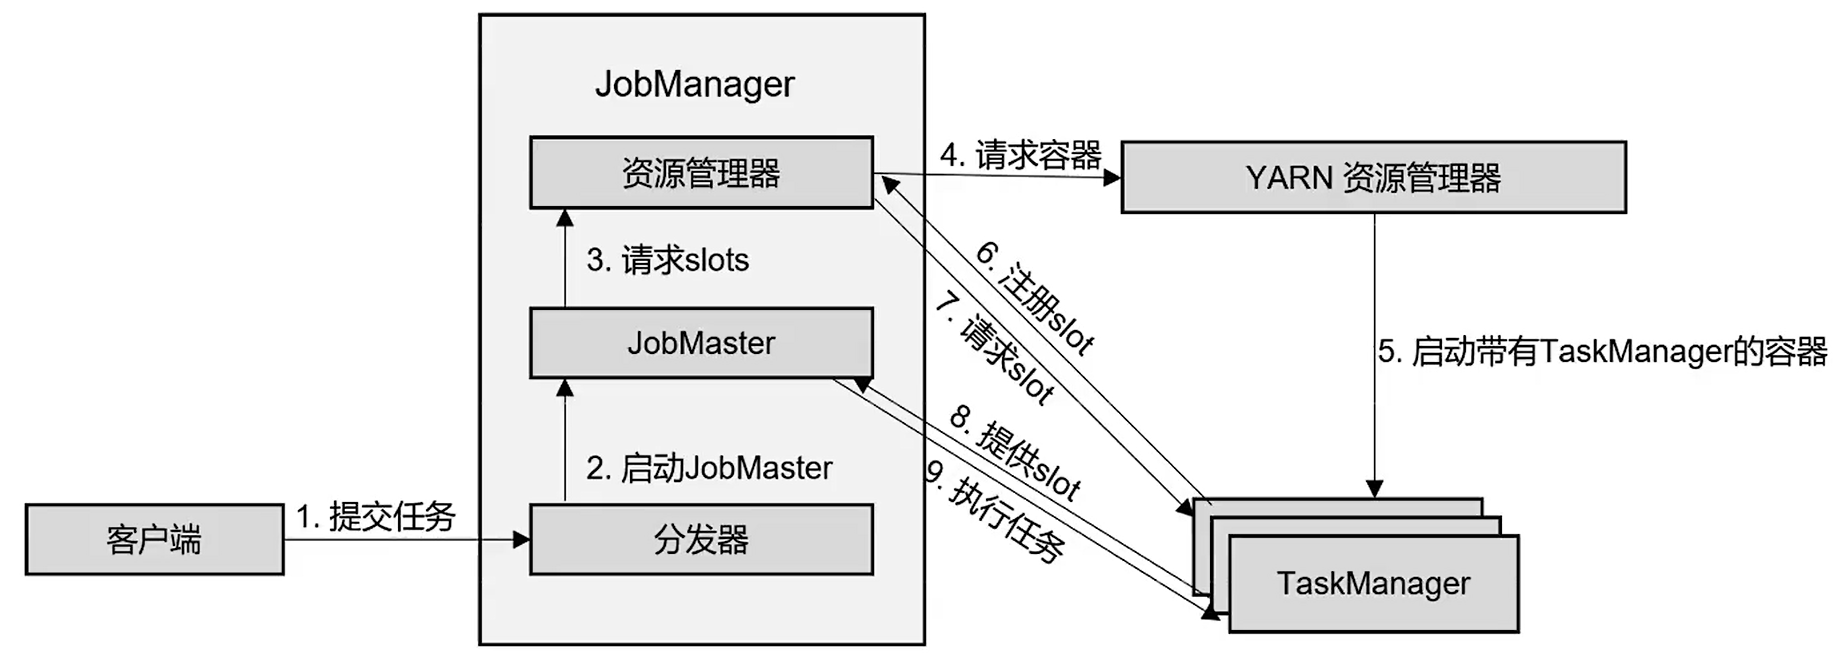 JobManager
资源管理器
4. 请求容器
YARN 资源管理器
3. 请求slots
6. 注册slot
7. 请求slot
JobMaster
5. 启动带有TaskManager的容器
8. 提供slot
9. 执行任务
2. 启动JobMaster
客户端
1. 提交任务
分发器
TaskManager